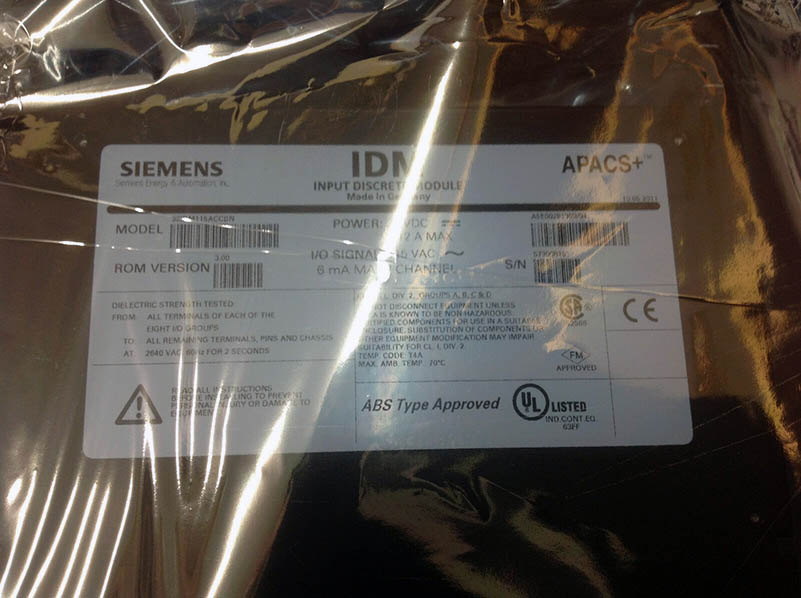 SIEMENS
Siemens Energy & Automation, Inc.
IDM
INPUT DISCRETE MODULE
Made in Germany
APACS+™
MODEL
POWER: VDC
2 A MAX
ROM VERSION
3.00
I/O SIGNAL: VAC ~
6 mA MAX CHANNEL
S/N
DIELECTRIC STRENGTH TESTED
FROM ALL TERMINALS OF EACH OF THE
EIGHT I/O GROUPS
TO ALL REMAINING TERMINALS, PINS AND CHASSIS
AT 2640 VAC, 60Hz FOR 2 SECONDS
DIV. 2, GROUPS A, B, C & D
NOT DISCONNECT EQUIPMENT UNLESS
IS KNOWN TO BE NON-HAZARDOUS.
COMPONENTS FOR USE IN A SUITABLE
SUBSTITUTION OF COMPONENTS OR
OTHER EQUIPMENT MODIFICATION MAY IMPAIR
SUITABILITY FOR CL. I, DIV. 2.
TEMP. CODE: T4A
MAX. AMB. TEMP. 70°C
CE
FM
APPROVED
READ ALL INSTRUCTIONS
BEFORE INSTALLING TO PREVENT
PERSONAL INJURY OR DAMAGE TO
EQUIPMENT
ABS Type Approved
UL LISTED
IND.CONT.EQ.
63FF